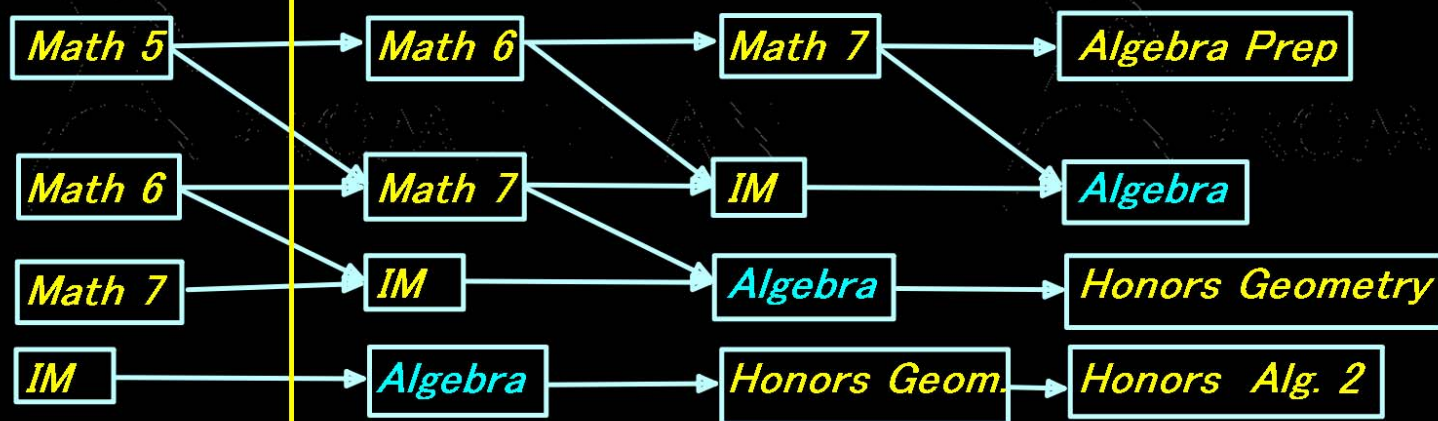 Math 5 Math 6 Math 7 Algebra Prep
Math 6 Math 7 IM Algebra
Math 7 IM Algebra Honors Geometry
IM Algebra Honors Geom. Honors Alg. 2